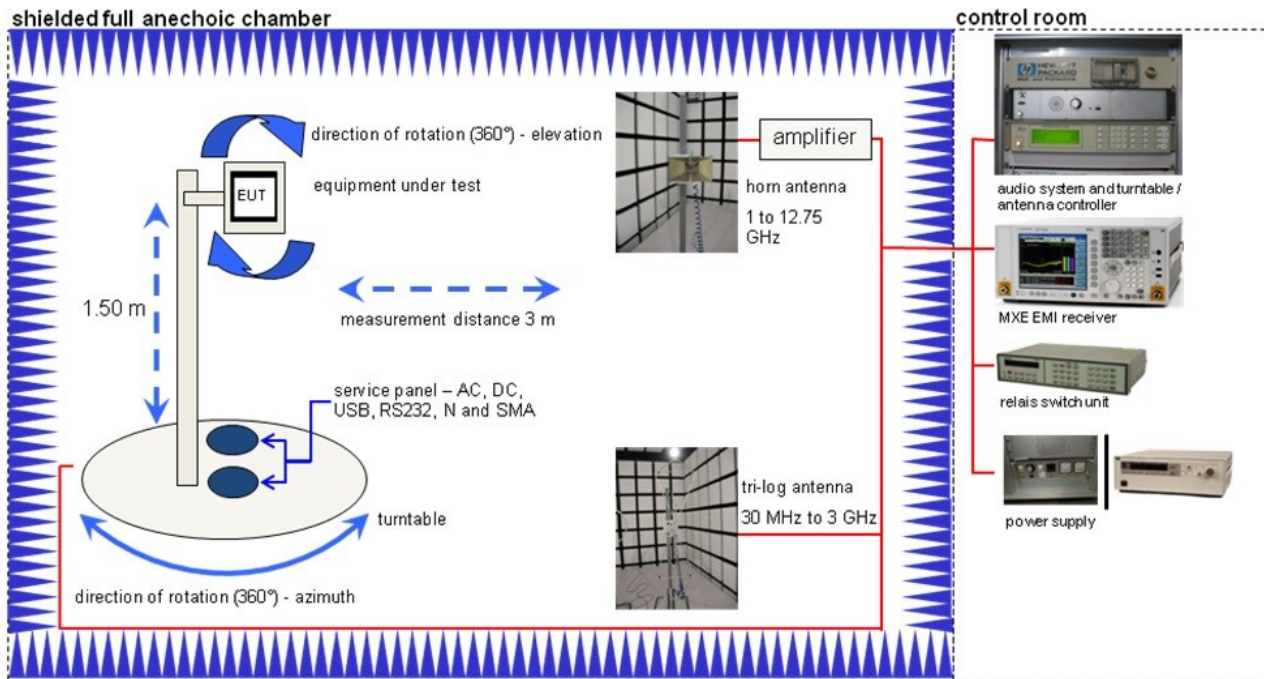 shielded full anechoic chamber
control room
direction of rotation (360°) - elevation
equipment under test
EUT
1.50 m
measurement distance 3 m
service panel – AC, DC,
USB, RS232, N and SMA
turntable
direction of rotation (360°) - azimuth
amplifier
horn antenna
1 to 12.75
GHz
tri-log antenna
30 MHz to 3 GHz
HEWLETT
PACKARD
audio system and turntable /
antenna controller
MXE EMI receiver
relais switch unit
power supply